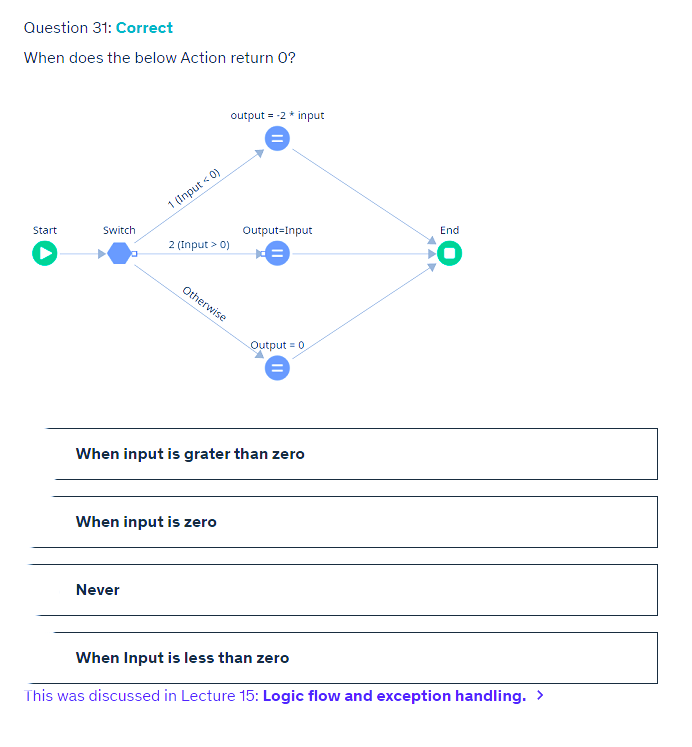 Question 31: Correct
When does the below Action return 0?
output = -2 * input
1 (Input < 0)
Start
Switch
Output=Input
End
2 (Input > 0)
Otherwise
Output = 0
When input is grater than zero
When input is zero
Never
When Input is less than zero
This was discussed in Lecture 15: Logic flow and exception handling. >